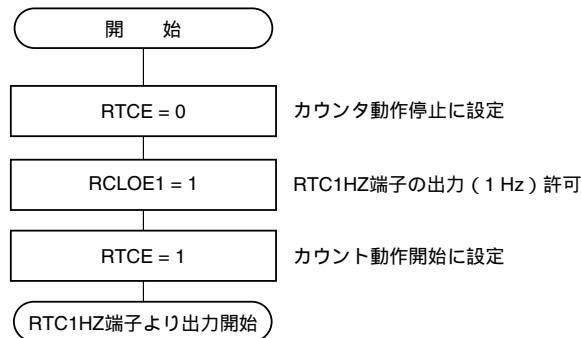 開　　始
RTCE = 0
カウンタ動作停止に設定
RCLOE1 = 1
RTC1HZ端子の出力（1 Hz）許可
RTCE = 1
カウント動作開始に設定
RTC1HZ端子より出力開始